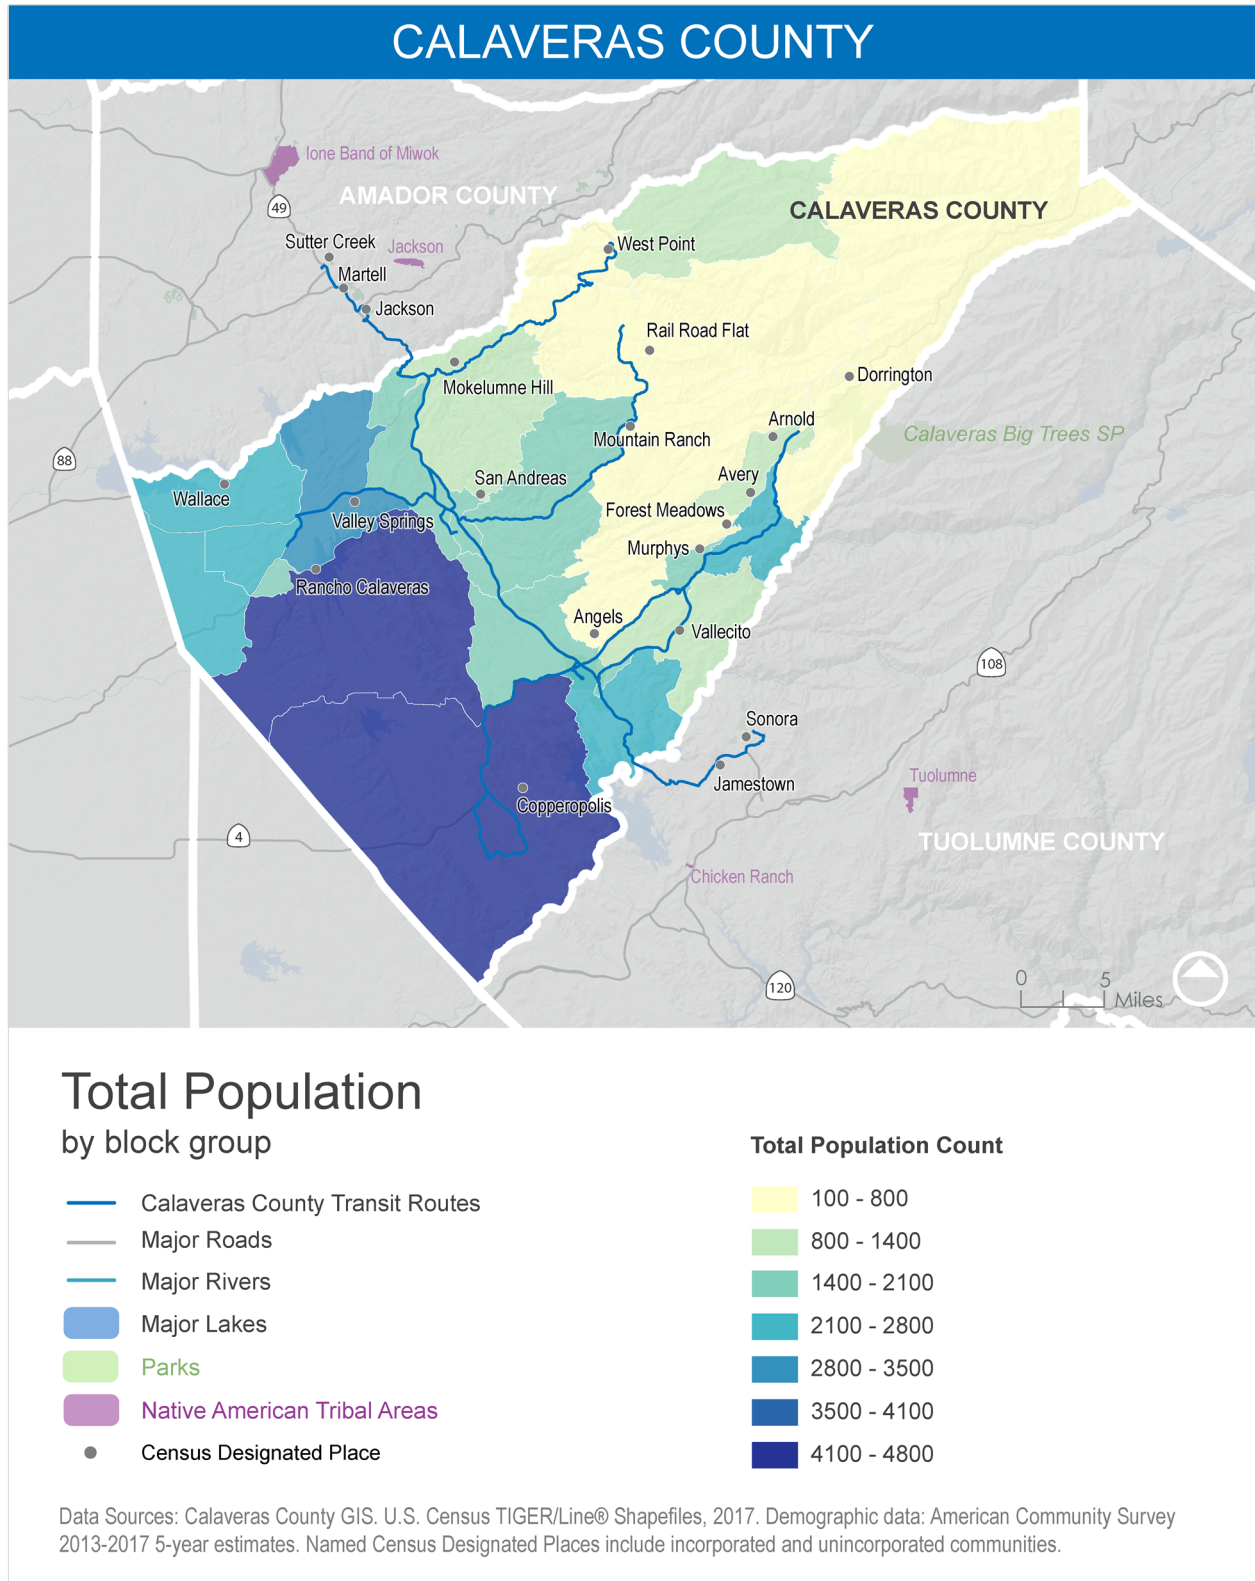 CALAVERAS COUNTY
Ione Band of Miwok
AMADOR COUNTY
CALAVERAS COUNTY
49
Sutter Creek
Jackson
West Point
Martell
Jackson
Rail Road Flat
Dorrington
Mokelumne Hill
Arnold
Calaveras Big Trees SP
Mountain Ranch
88
San Andreas
Avery
Wallace
Forest Meadows
Valley Springs
Murphys
Rancho Calaveras
Angels
Vallecito
108
Sonora
Jamestown
Tuolumne
Copperopolis
4
TUOLUMNE COUNTY
Chicken Ranch
120
0 5
Miles
Total Population
by block group
Calaveras County Transit Routes
Major Roads
Major Rivers
Major Lakes
Parks
Native American Tribal Areas
Census Designated Place
Total Population Count
100 - 800
800 - 1400
1400 - 2100
2100 - 2800
2800 - 3500
3500 - 4100
4100 - 4800
Data Sources: Calaveras County GIS. U.S. Census TIGER/Line® Shapefiles, 2017. Demographic data: American Community Survey
2013-2017 5-year estimates. Named Census Designated Places include incorporated and unincorporated communities.